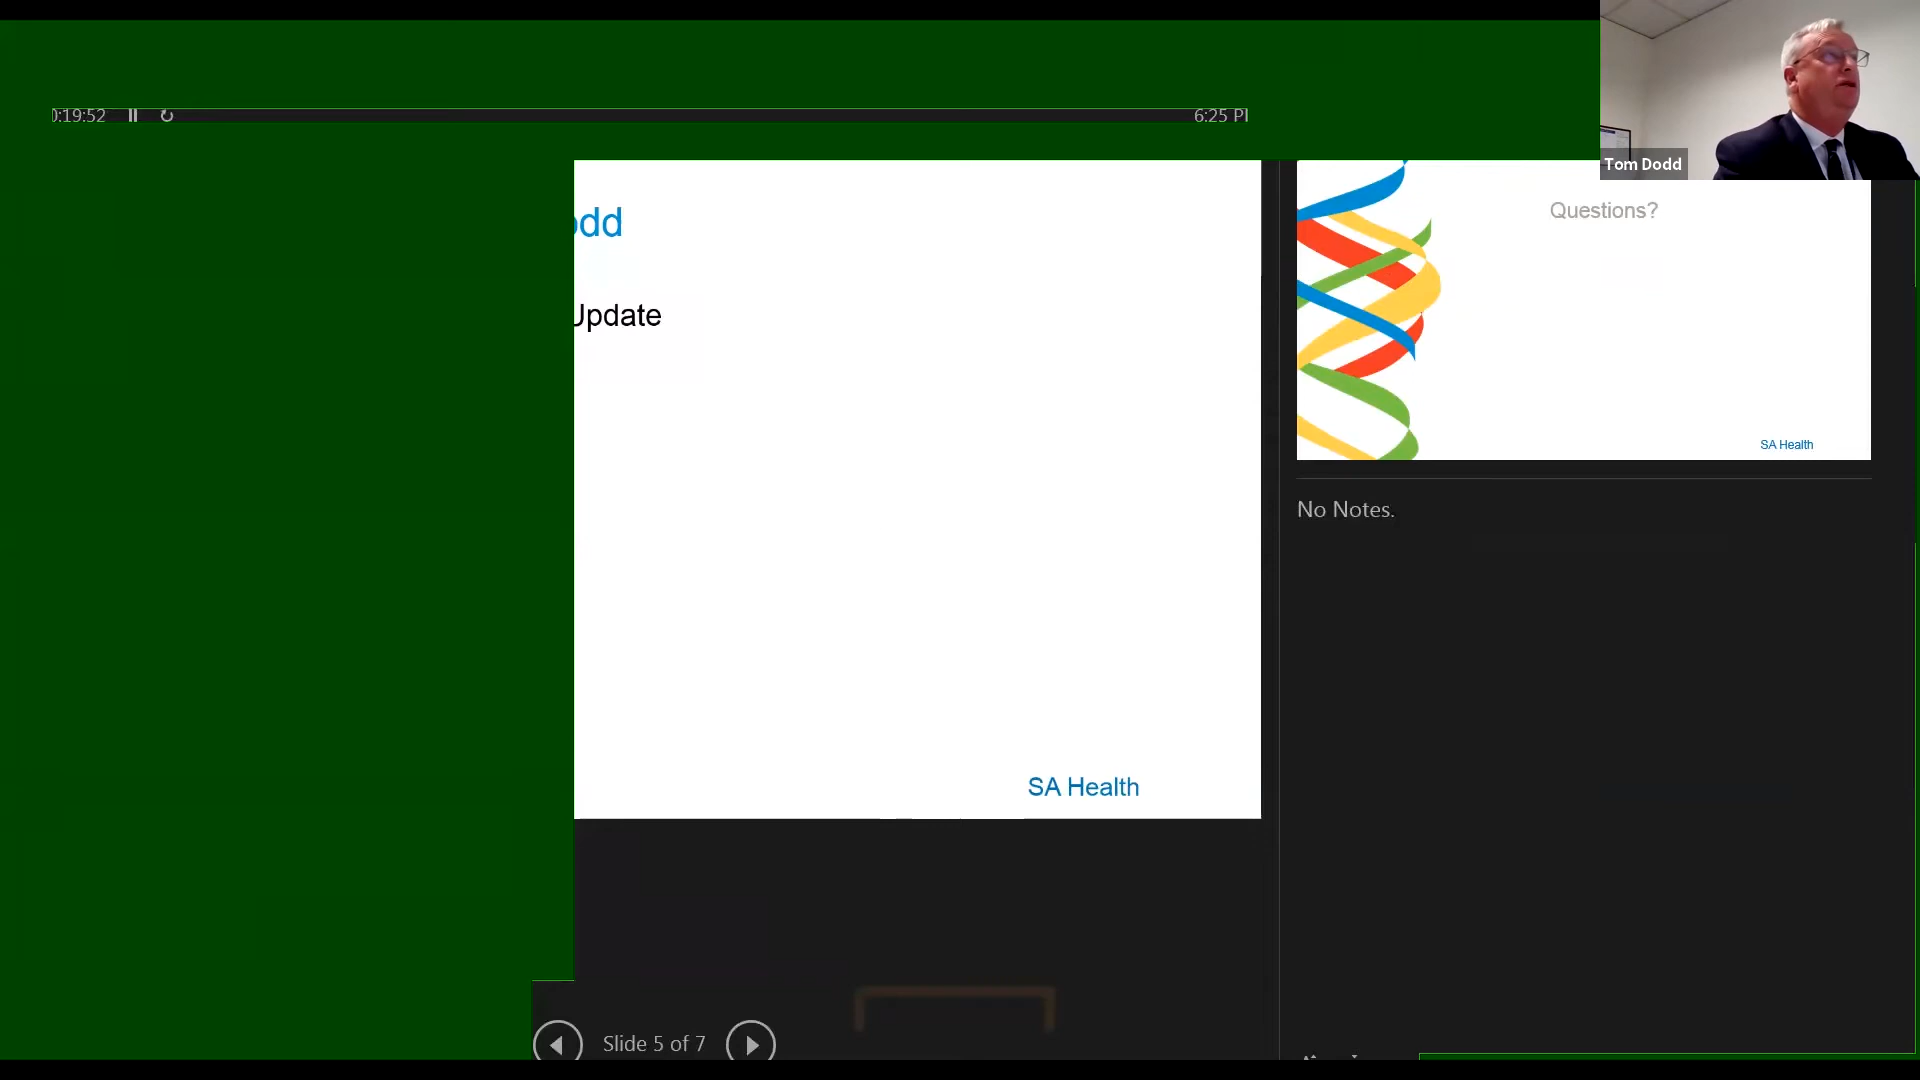 0:19:52
6:25 PI
Tom Dodd
odd
Update
SA Health
Questions?
SA Health
No Notes.
Slide 5 of 7